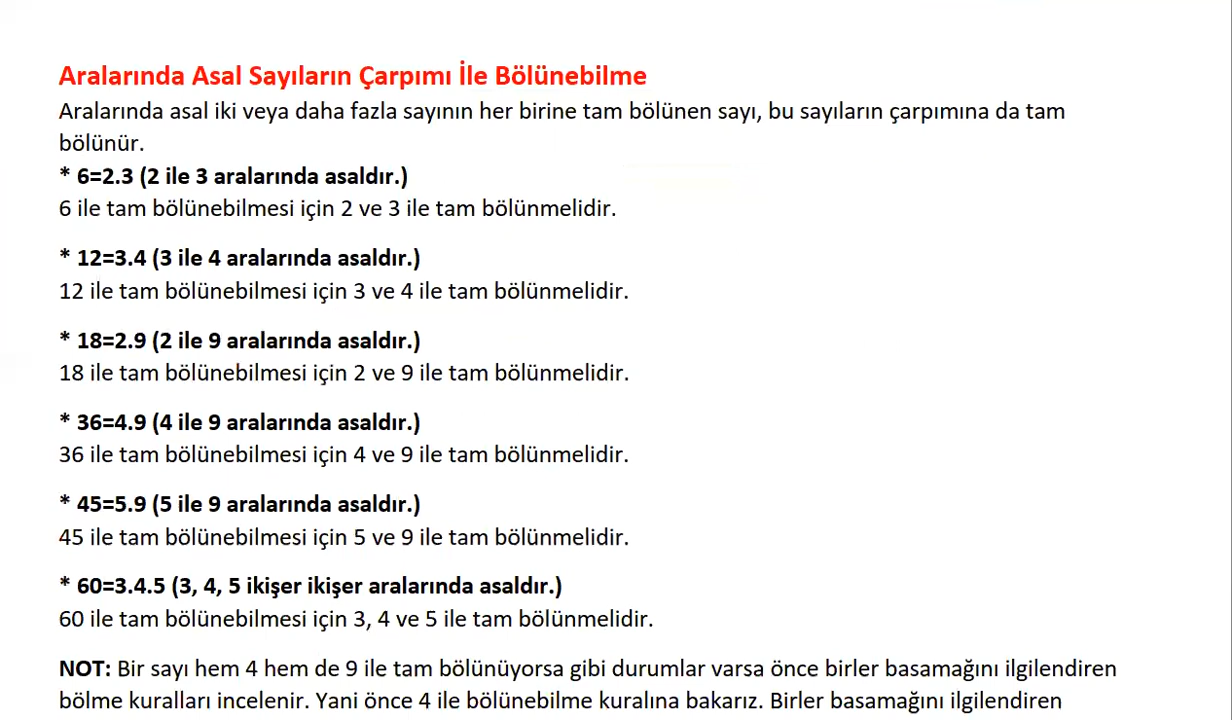 Aralarında Asal Sayıların Çarpımı İle Bölünebilme
Aralarında asal iki veya daha fazla sayının her birine tam bölünen sayı, bu sayıların çarpımına da tam
bölünür.
* 6=2.3 (2 ile 3 aralarında asaldır.)
6 ile tam bölünebilmesi için 2 ve 3 ile tam bölünmelidir.
* 12=3.4 (3 ile 4 aralarında asaldır.)
12 ile tam bölünebilmesi için 3 ve 4 ile tam bölünmelidir.
* 18=2.9 (2 ile 9 aralarında asaldır.)
18 ile tam bölünebilmesi için 2 ve 9 ile tam bölünmelidir.
* 36=4.9 (4 ile 9 aralarında asaldır.)
36 ile tam bölünebilmesi için 4 ve 9 ile tam bölünmelidir.
* 45=5.9 (5 ile 9 aralarında asaldır.)
45 ile tam bölünebilmesi için 5 ve 9 ile tam bölünmelidir.
* 60=3.4.5 (3, 4, 5 ikişer ikişer aralarında asaldır.)
60 ile tam bölünebilmesi için 3, 4 ve 5 ile tam bölünmelidir.
NOT: Bir sayı hem 4 hem de 9 ile tam bölünüyorsa gibi durumlar varsa önce birler basamağını ilgilendiren
bölme kuralları incelenir. Yani önce 4 ile bölünebilme kuralına bakarız. Birler basamağını ilgilendiren